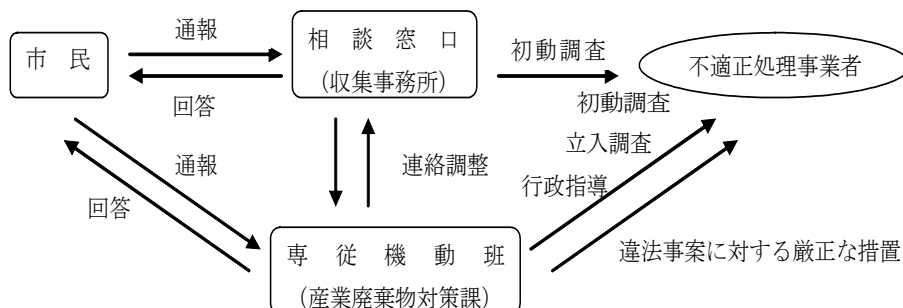 通報
市 民
相 談 窓 口
(収集事務所)
初動調査
不適正処理事業者
回答
初動調査
立入調査
通報
連絡調整
行政指導
回答
専 従 機 動 班
(産業廃棄物対策課)
違法事案に対する厳正な措置